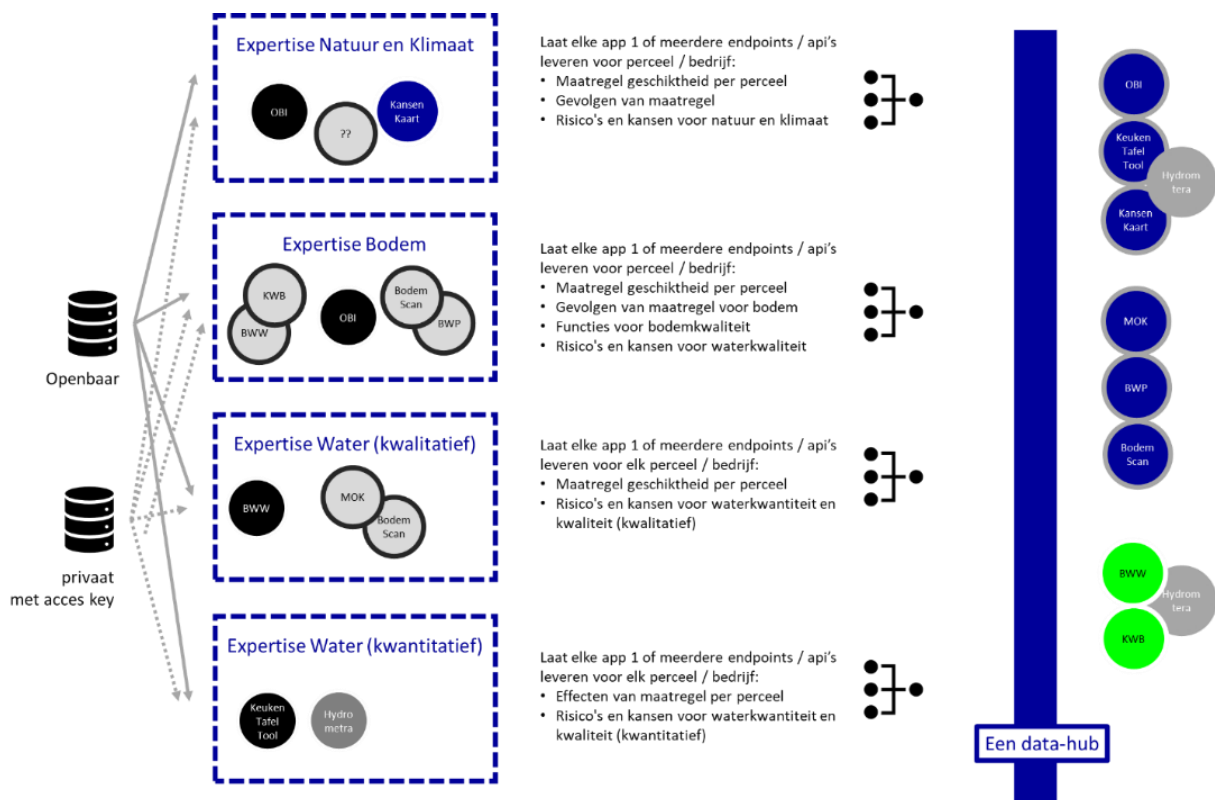 Expertise Natuur en Klimaat
OBI
??
Kansen
Kaart
Laat elke app 1 of meerdere endpoints / api's
leveren voor perceel / bedrijf:
• Maatregel geschiktheid per perceel
• Gevolgen van maatregel
• Risico's en kansen voor natuur en klimaat
Expertise Bodem
KWB
BWW
OBI
Bodem
Scan
BWP
Laat elke app 1 of meerdere endpoints / api's
leveren voor perceel / bedrijf:
• Maatregel geschiktheid per perceel
• Gevolgen van maatregel voor bodem
• Functies voor bodemkwaliteit
• Risico's en kansen voor waterkwaliteit
Openbaar
privaat
met acces key
Expertise Water (kwalitatief)
BWW
MOK
Bodem
Scan
Laat elke app 1 of meerdere endpoints / api's
leveren voor elk perceel / bedrijf:
• Maatregel geschiktheid per perceel
• Risico's en kansen voor waterkwantiteit en
kwaliteit (kwalitatief)
Expertise Water (kwantitatief)
Keuken
Tafel
Tool
Hydro
metra
Laat elke app 1 of meerdere endpoints / api's
leveren voor elk perceel / bedrijf:
• Effecten van maatregel per perceel
• Risico's en kansen voor waterkwantiteit en
kwaliteit (kwantitatief)
Een data-hub
OBI
Keuken
Tafel
Tool
Hydrom
tera
Kansen
Kaart
MOK
BWP
Bodem
Scan
BWW
Hydrom
tera
KWB